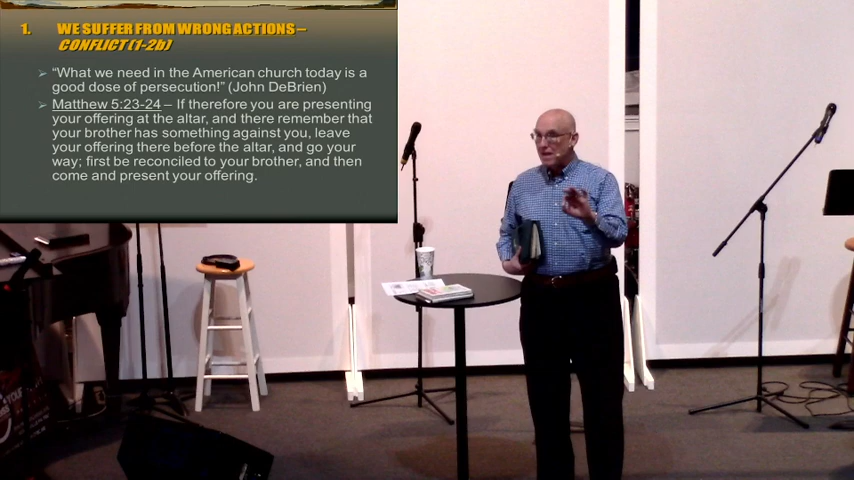 1. WE SUFFER FROM WRONG ACTIONS –
CONFLICT (1-2b)
➢ “What we need in the American church today is a
good dose of persecution!” (John DeBrien)
➢ Matthew 5:23-24 – If therefore you are presenting
your offering at the altar, and there remember that
your brother has something against you, leave
your offering there before the altar, and go your
way; first be reconciled to your brother, and then
come and present your offering.